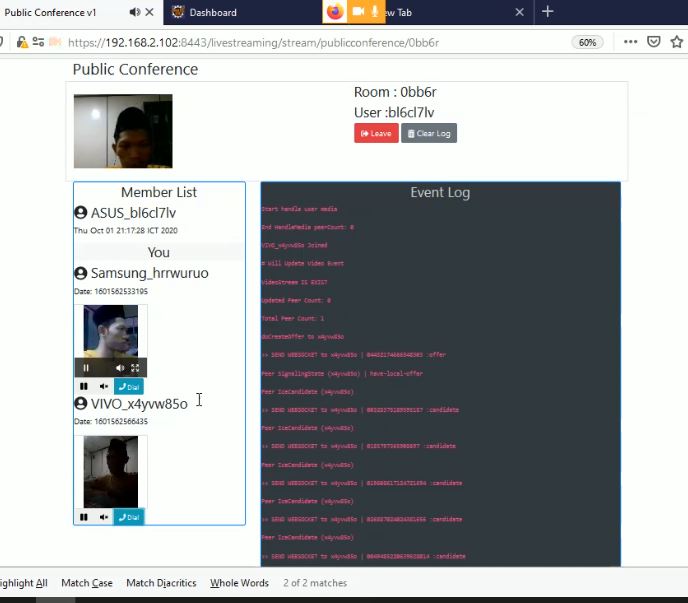 Public Conference v1
Dashboard
ew Tab
https://192.168.2.102:8443/livestreaming/stream/publicconference/0bb6r
60%
Public Conference
Room : 0bb6r
User :bl6cl7lv
Leave
Clear Log
Member List
ASUS_bl6cl7lv
Thu Oct 01 21:17:28 ICT 2020
You
Samsung_hrrwuruo
Date: 1601562533195
Dial
VIVO_x4yvw85o
Date: 1601562566435
Dial
Event Log
Start handle user media
End HandleMedia peerCount: 0
VIVO_x4yvw85o Joined
# Will Update Video Event
VideoStream IS EXIST
Updated Peer Count: 0
Total Peer Count: 1
doCreateOffer to x4yvw85o
>> SEND WEBSOCKET to x4yvw85o | :offer
Peer SignalingState (x4yvw85o) | have-local-offer
Peer IceCandidate (x4yvw85o)
>> SEND WEBSOCKET to x4yvw85o | :candidate
Peer IceCandidate (x4yvw85o)
>> SEND WEBSOCKET to x4yvw85o | :candidate
Peer IceCandidate (x4yvw85o)
>> SEND WEBSOCKET to x4yvw85o | :candidate
Peer IceCandidate (x4yvw85o)
>> SEND WEBSOCKET to x4yvw85o | :candidate
Peer IceCandidate (x4yvw85o)
>> SEND WEBSOCKET to x4yvw85o | :candidate
ighlight All
Match Case
Match Diacritics
Whole Words
2 of 2 matches